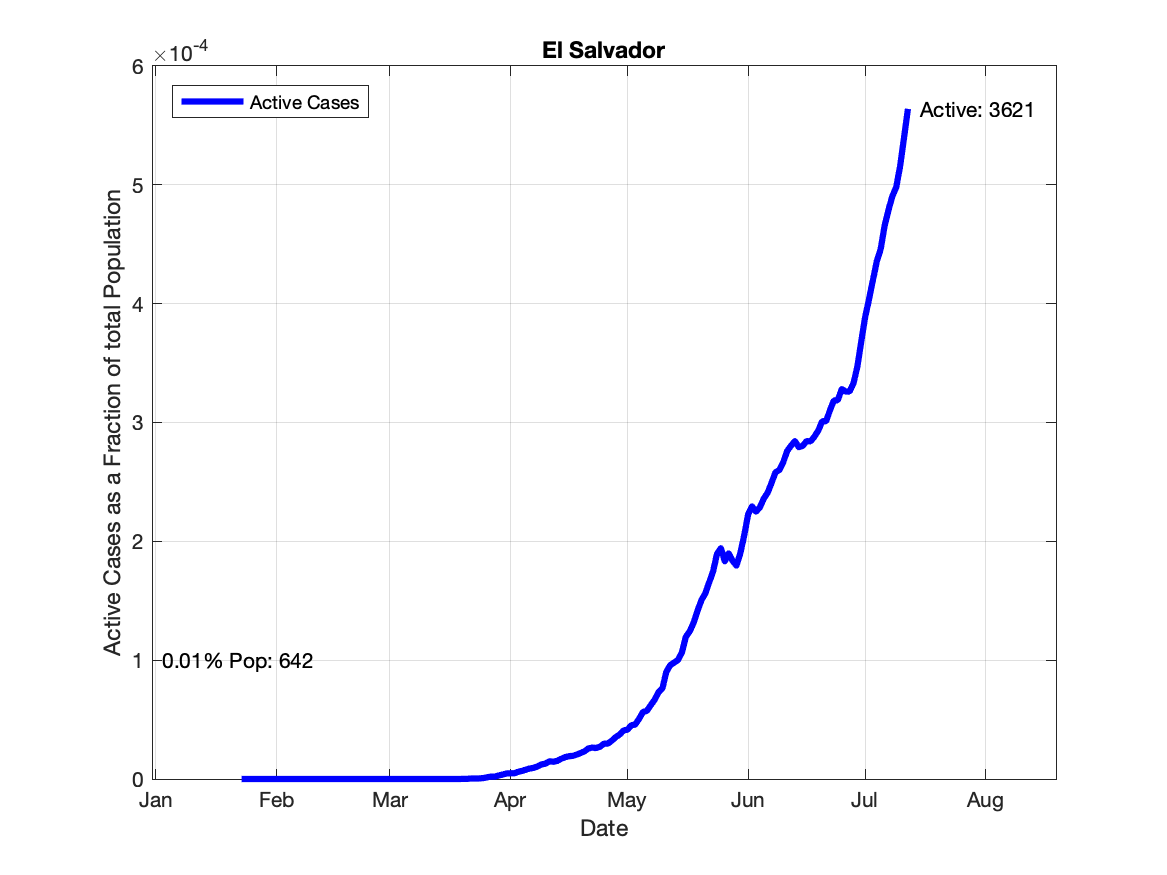 El Salvador
×10-4
6
Active Cases
Active: 3621
5
4
3
2
1
0.01% Pop: 642
0
Active Cases as a Fraction of total Population
Jan Feb Mar Apr May Jun Jul Aug
Date